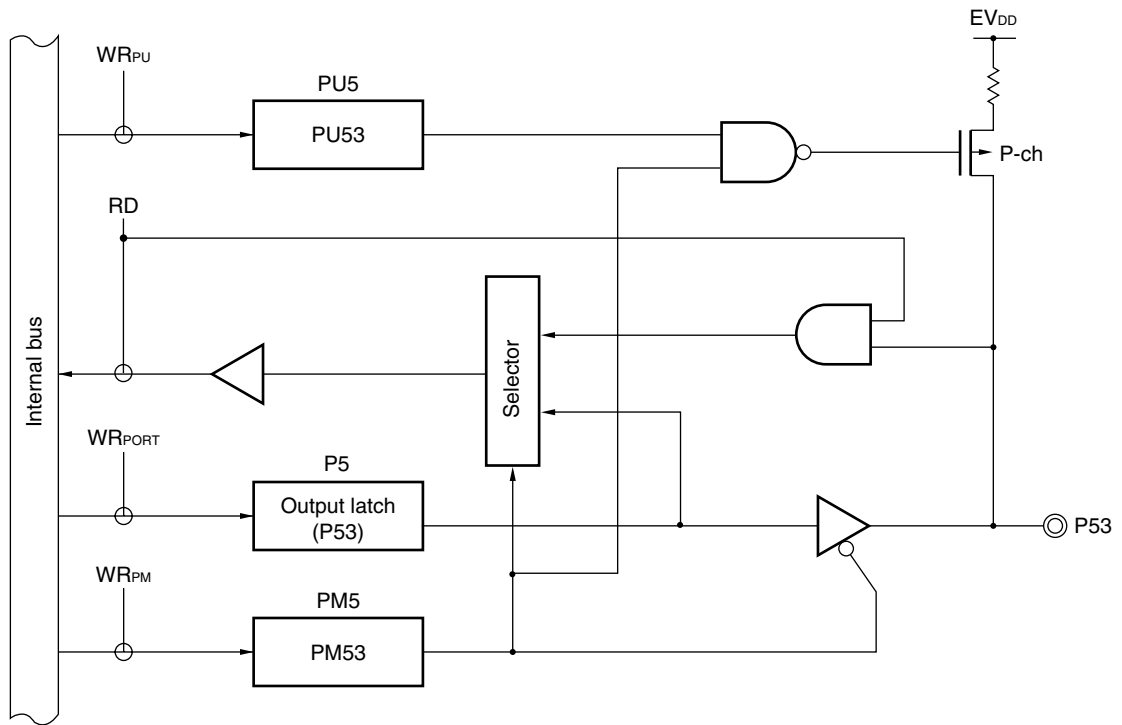 EVDD
WRPU
PU5
PU53
P-ch
RD
Internal bus
Selector
WRPORT
P5
Output latch
(P53)
P53
WRPM
PM5
PM53